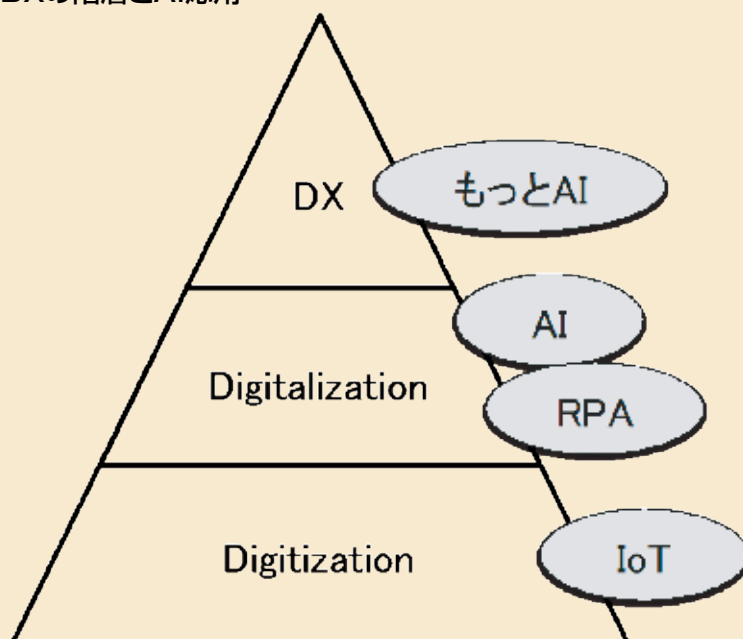 DX
もっとAI
AI
Digitalization
RPA
Digitization
IoT